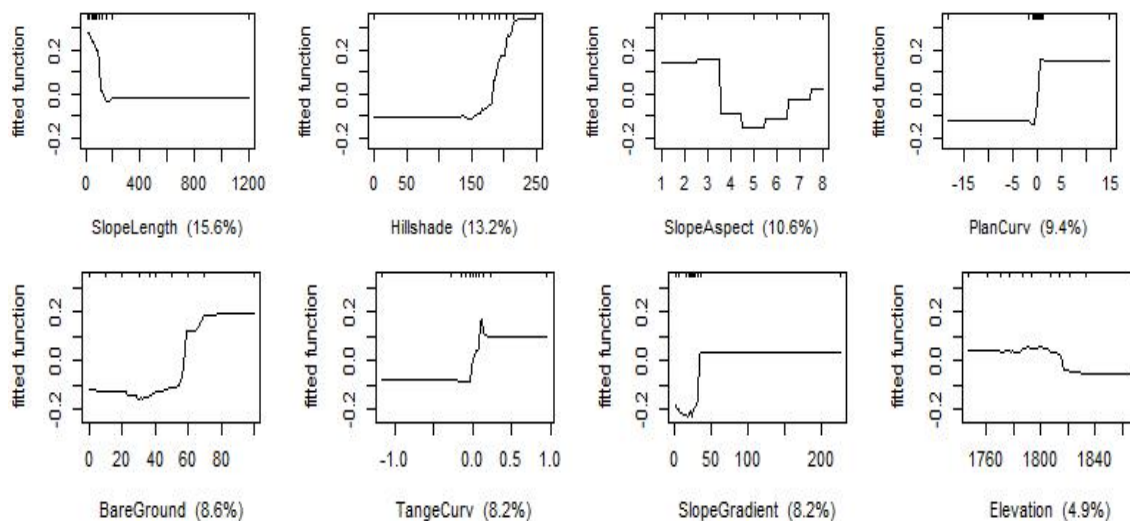 fitted function
-0.2 0.0 0.2
0 400 800 1200
SlopeLength (15.6%)
fitted function
-0.2 0.0 0.2
0 50 150 250
Hillshade (13.2%)
fitted function
-0.2 0.0 0.2
1 2 3 4 5 6 7 8
SlopeAspect (10.6%)
fitted function
-0.2 0.0 0.2
-15 -5 0 5 15
PlanCurv (9.4%)
fitted function
-0.2 0.0 0.2
0 20 40 60 80
BareGround (8.6%)
fitted function
-0.2 0.0 0.2
-1.0 0.0 0.5 1.0
TangeCurv (8.2%)
fitted function
-0.2 0.0 0.2
0 50 100 200
SlopeGradient (8.2%)
fitted function
-0.2 0.0 0.2
1760 1800 1840
Elevation (4.9%)